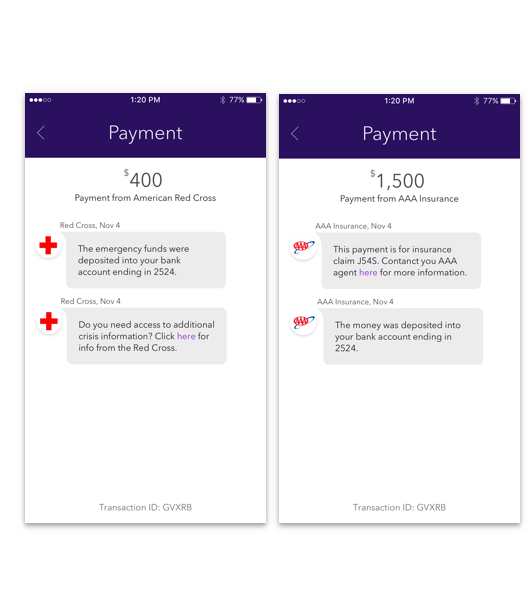 1:20 PM
77%
Payment
$400
Payment from American Red Cross
Red Cross, Nov 4
The emergency funds were
deposited into your bank
account ending in 2524.
Red Cross, Nov 4
Do you need access to additional
crisis information? Click here for
info from the Red Cross.
Transaction ID: GVXRB
1:20 PM
77%
Payment
$1,500
Payment from AAA Insurance
AAA Insurance, Nov 4
AAA
This payment is for insurance
claim J54S. Contanct you AAA
agent here for more information.
AAA Insurance, Nov 4
AAA
The money was deposited into
your bank account ending in
2524.
Transaction ID: GVXRB